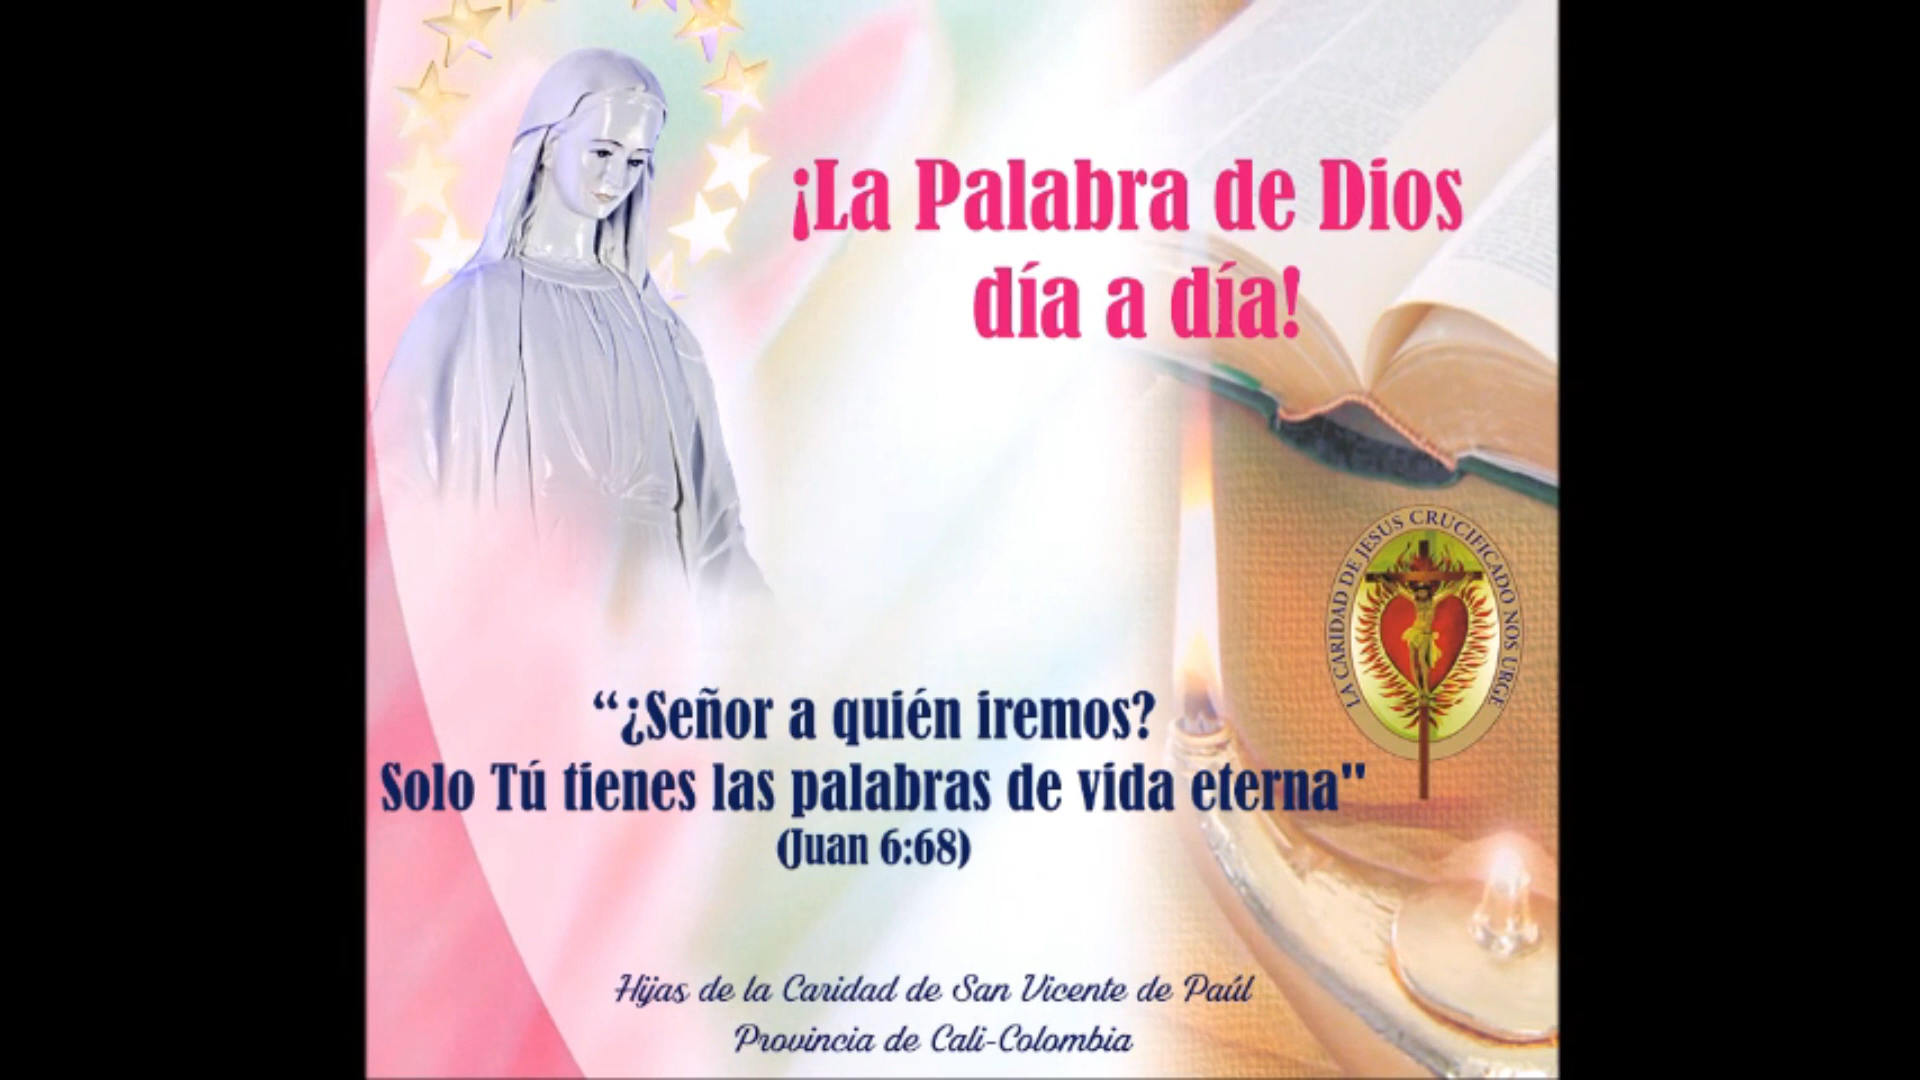 ¡La Palabra de Dios
día a día!
LA CARIDAD DE JESUS CRUCIFICADO NOS URGE
“¿Señor a quién iremos?
Solo Tú tienes las palabras de vida eterna"
(Juan 6:68)
Hijas de la Caridad de San Vicente de Paúl
Provincia de Cali-Colombia